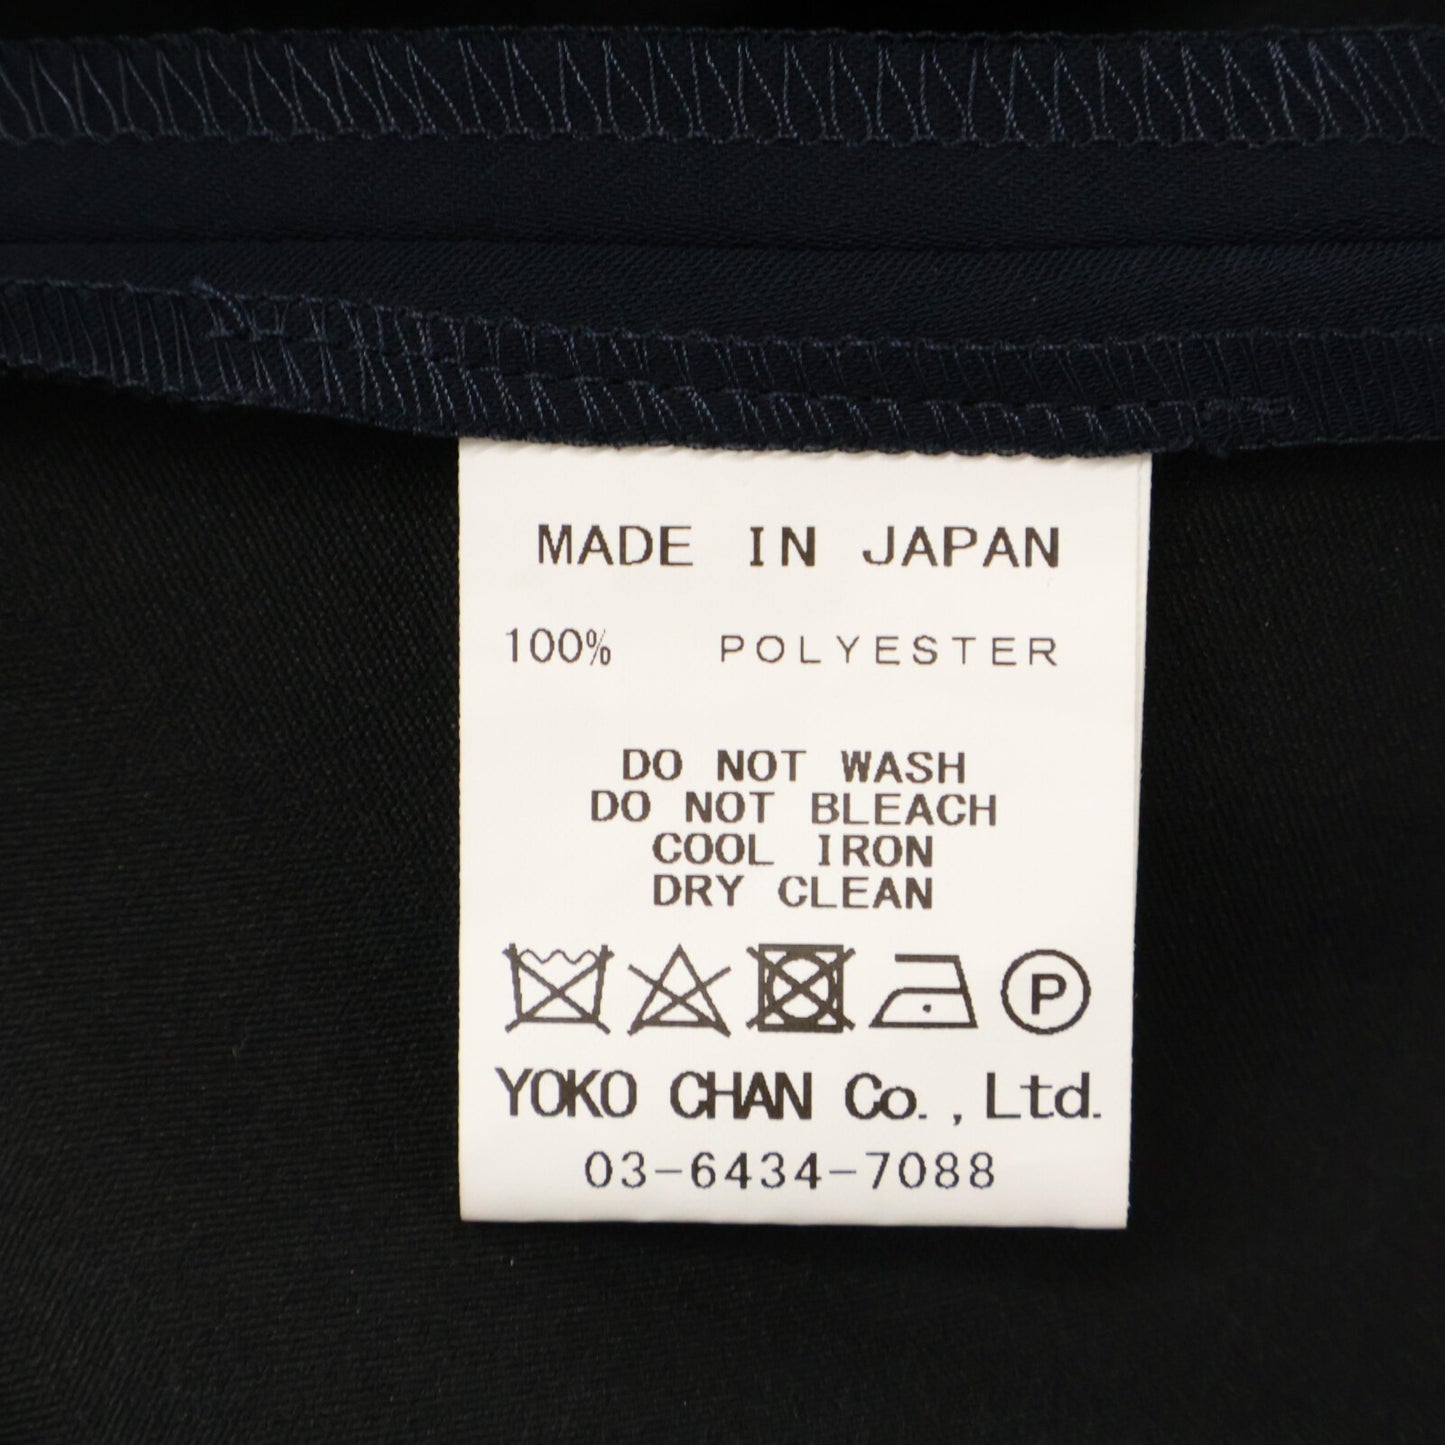 MADE IN JAPAN
100% POLYESTER
DO NOT WASH
DO NOT BLEACH
COOL IRON
DRY CLEAN
P
YOKO CHAN Co., Ltd.
03-6434-7088